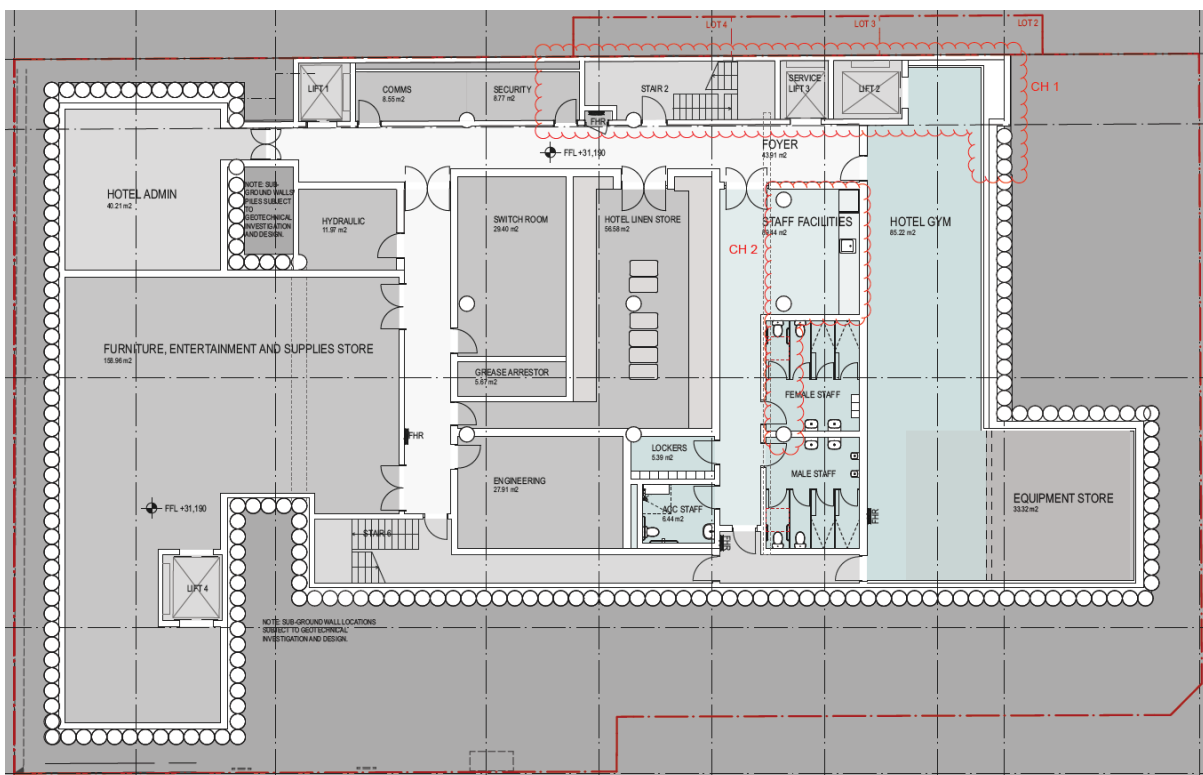 LOT 4
LOT 3
LOT 2
CH 1
LIFT 1
COMMS
8.55 m2
SECURITY
8.77 m2
STAIR 2
SERVICE
LIFT 3
LIFT 2
FHR
FFL +31,190
FOYER
43.91 m2
HOTEL ADMIN
40.21 m2
NOTE: SUB-
GROUND WALLS'
PILES SUBJECT
TO
GEOTECHNICAL
INVESTIGATION
AND DESIGN.
HYDRAULIC
11.97 m2
SWITCH ROOM
29.40 m2
HOTEL LINEN STORE
56.58 m2
STAFF FACILITIES
HOTEL GYM
85.22 m2
CH 2
FURNITURE, ENTERTAINMENT AND SUPPLIES STORE
158.96 m2
GREASE ARRESTOR
5.67 m2
FEMALE STAFF
FHR
LOCKERS
5.39 m2
MALE STAFF
ENGINEERING
27.91 m2
ACC STAFF
6.44 m2
EQUIPMENT STORE
33.32 m2
FFL +31,190
FHR
STAIR 6
FHR
LIFT 4
NOTE: SUB-GROUND WALL LOCATIONS
SUBJECT TO GEOTECHNICAL
INVESTIGATION AND DESIGN.